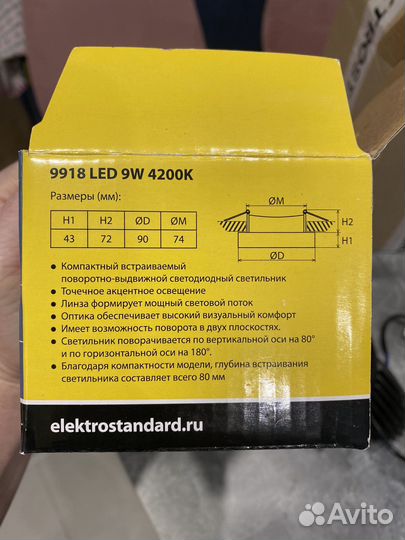 9918 LED 9W 4200K
Размеры (мм):
H1 H2 ØD ØM
43 72 90 74
ØM
H2
H1
ØD
• Компактный встраиваемый
поворотно-выдвижной светодиодный светильник
• Точечное акцентное освещение
• Линза формирует мощный световой поток
• Оптика обеспечивает высокий визуальный комфорт
• Имеет возможность поворота в двух плоскостях.
• Светильник поворачивается по вертикальной оси на 80°
и по горизонтальной оси на 180°.
• Благодаря компактности модели, глубина встраивания
светильника составляет всего 80 мм
elektrostandard.ru
Avito